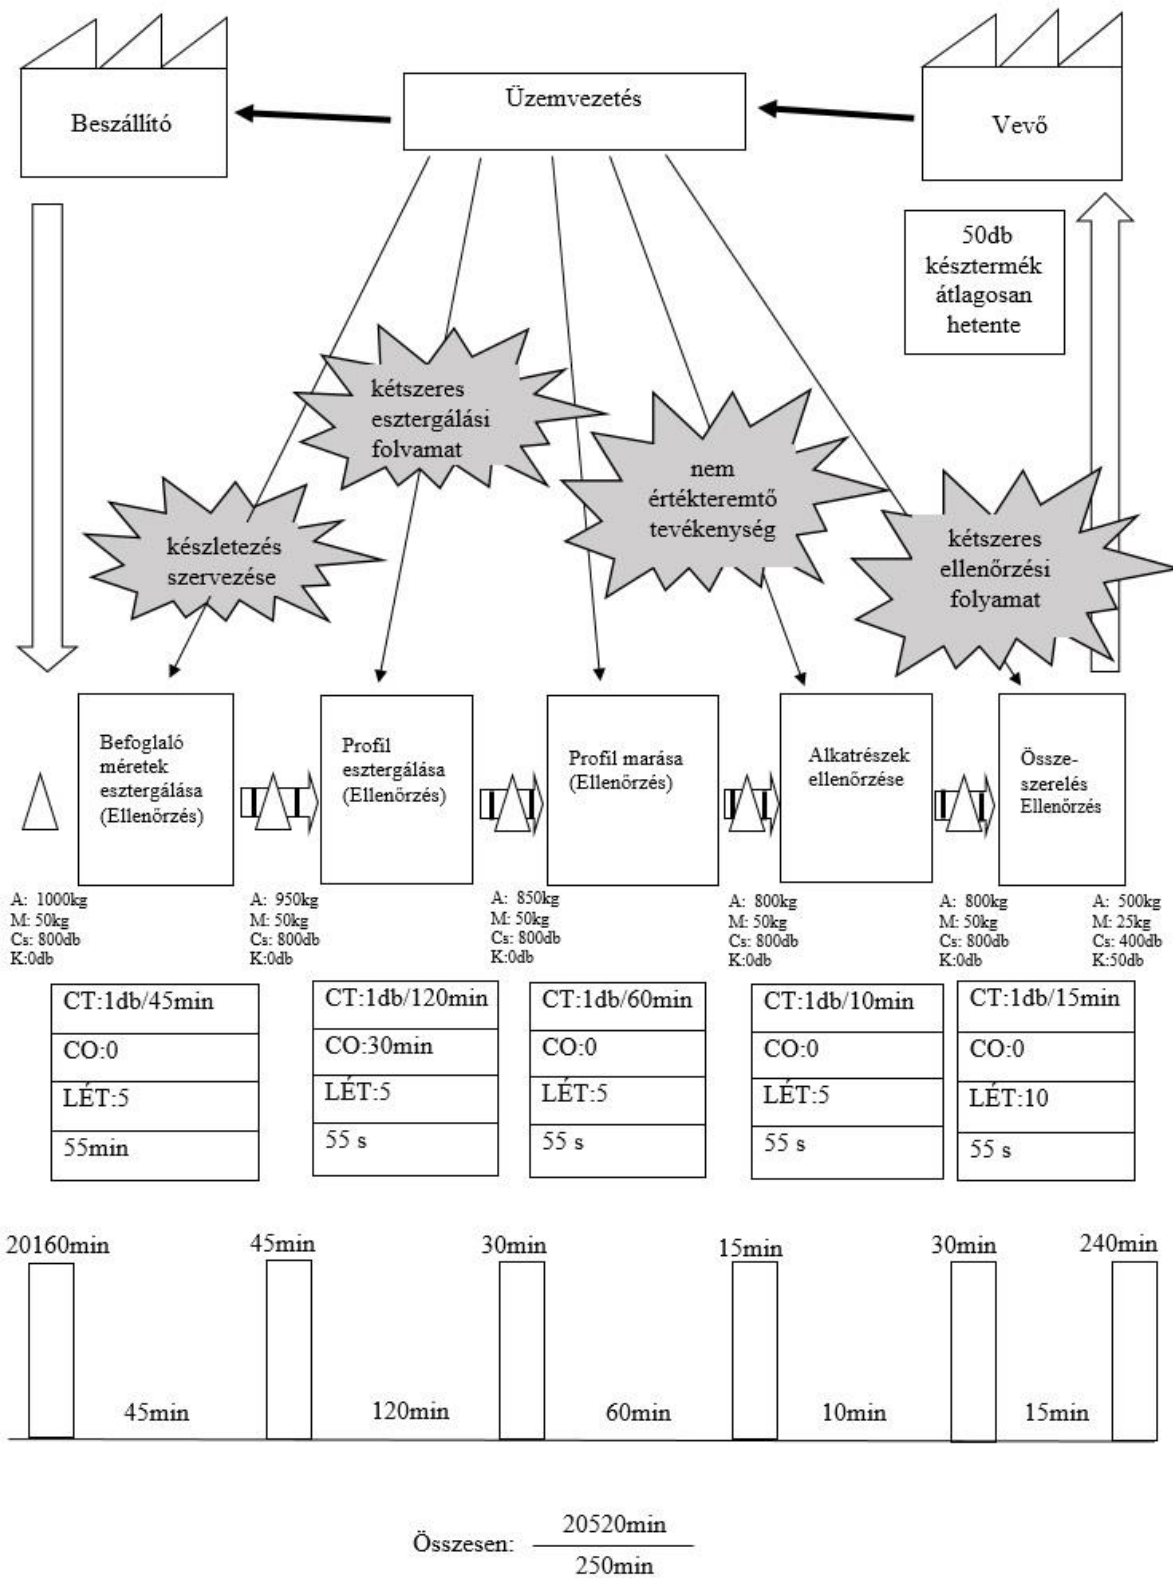 Beszállító
Üzemvezetés
Vevő
50db
késztermék
átlagosan
hetente
kétszeres
esztergálási
folyamat
nem
értékteremtő
tevékenység
készletezés
szervezése
kétszeres
ellenőrzési
folyamat
Befoglaló
méretek
esztergálása
(Ellenőrzés)
Profil
esztergálása
(Ellenőrzés)
Profil marása
(Ellenőrzés)
Alkatrészek
ellenőrzése
Össze-
szerelés
Ellenőrzés
A: 1000kg
M: 50kg
Cs: 800db
K:0db
A: 950kg
M: 50kg
Cs: 800db
K:0db
A: 850kg
M: 50kg
Cs: 800db
K:0db
A: 800kg
M: 50kg
Cs: 800db
K:0db
A: 800kg
M: 50kg
Cs: 800db
K:0db
A: 500kg
M: 25kg
Cs: 400db
K:50db
CT:1db/45min
CO:0
LÉT:5
55min
CT:1db/120min
CO:30min
LÉT:5
55 s
CT:1db/60min
CO:0
LÉT:5
55 s
CT:1db/10min
CO:0
LÉT:5
55 s
CT:1db/15min
CO:0
LÉT:10
55 s
20160min
45min
30min
15min
30min
240min
45min
120min
60min
10min
15min
Összesen:
20520min
250min